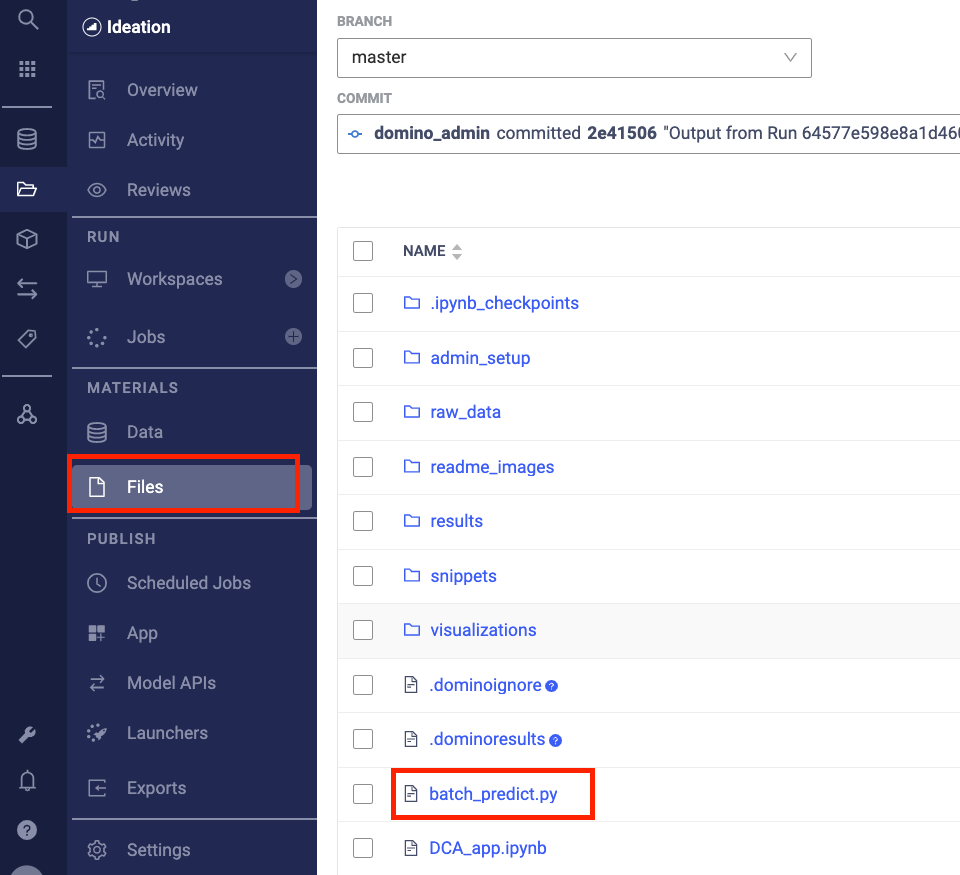 Ideation
Overview
Activity
Reviews
RUN
Workspaces
Jobs
MATERIALS
Data
Files
PUBLISH
Scheduled Jobs
App
Model APIs
Launchers
Exports
Settings
BRANCH
master
COMMIT
domino_admin committed 2e41506 "Output from Run 64577e598e8a1d460
NAME
.ipynb_checkpoints
admin_setup
raw_data
readme_images
results
snippets
visualizations
.dominoignore ?
.dominoresults ?
batch_predict.py
DCA_app.ipynb
?